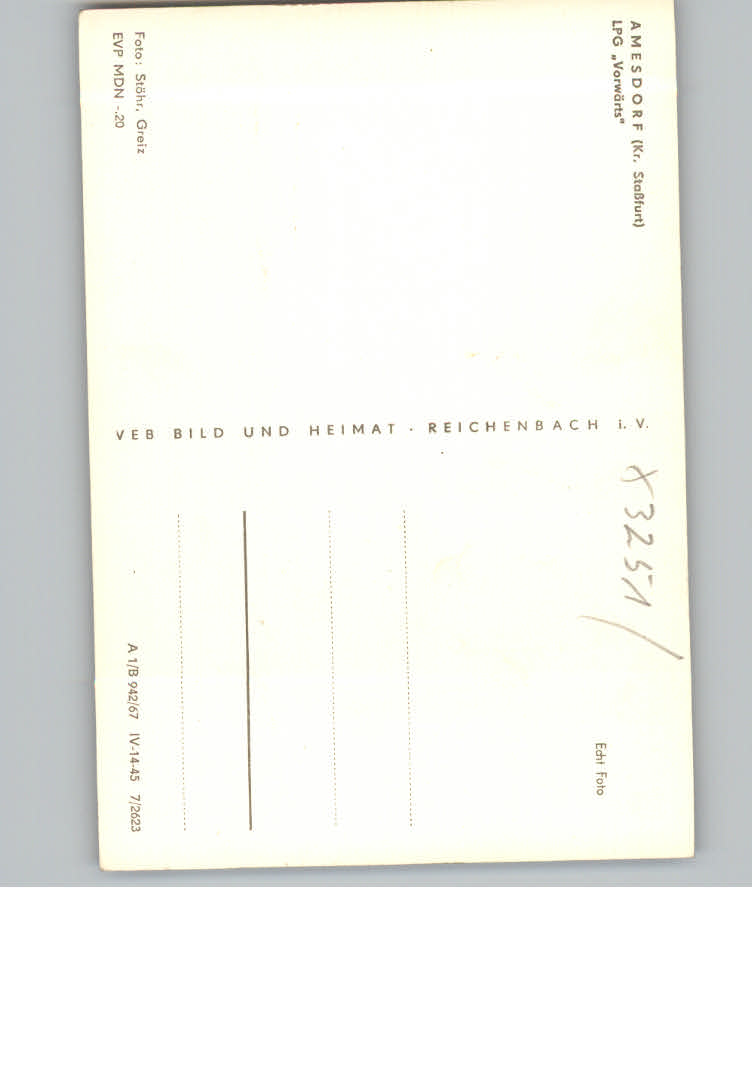 AMESDORF (Kr. Staßfurt)
LPG „Vorwärts“
X3251
Echt Foto
VEB BILD UND HEIMAT · REICHENBACH i. V.
Foto: Stöhr, Greiz
EVP MDN -.20
A 1/B 942/67 IV-14-45 7/2623